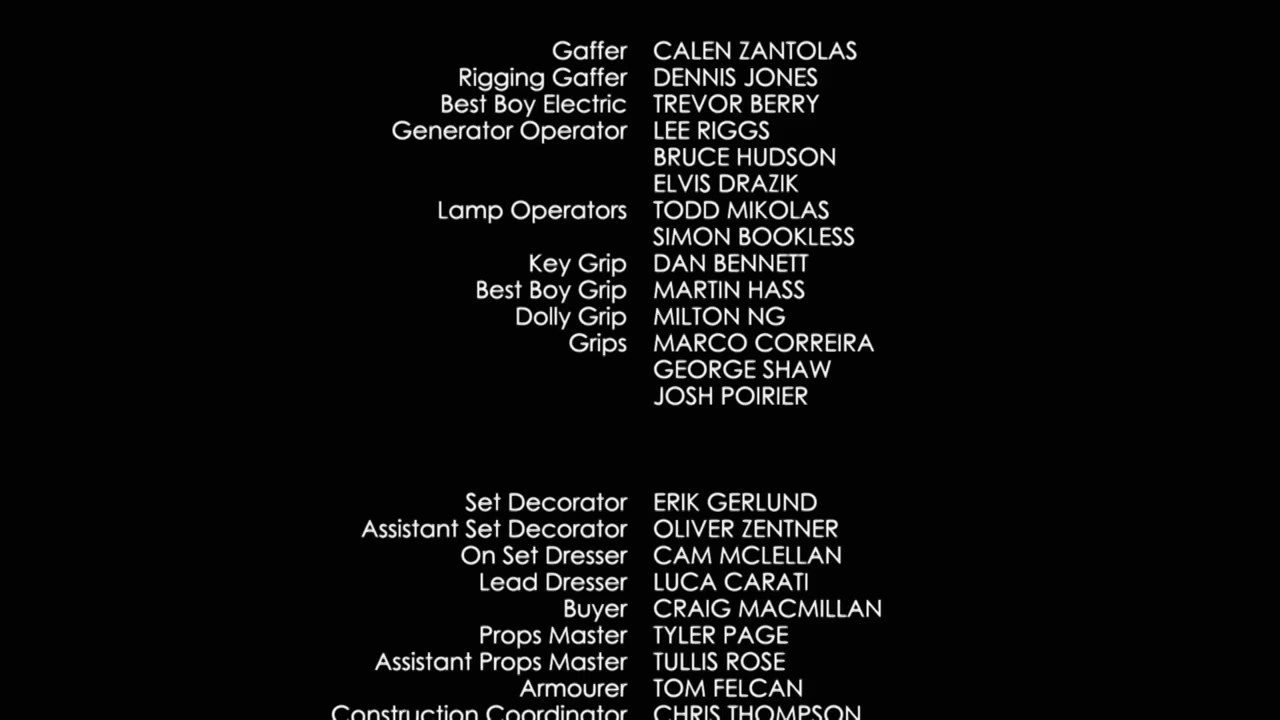 Gaffer CALEN ZANTOLAS
Rigging Gaffer DENNIS JONES
Best Boy Electric TREVOR BERRY
Generator Operator LEE RIGGS
BRUCE HUDSON
ELVIS DRAZIK
Lamp Operators TODD MIKOLAS
SIMON BOOKLESS
Key Grip DAN BENNETT
Best Boy Grip MARTIN HASS
Dolly Grip MILTON NG
Grips MARCO CORREIRA
GEORGE SHAW
JOSH POIRIER
Set Decorator ERIK GERLUND
Assistant Set Decorator OLIVER ZENTNER
On Set Dresser CAM MCLELLAN
Lead Dresser LUCA CARATI
Buyer CRAIG MACMILLAN
Props Master TYLER PAGE
Assistant Props Master TULLIS ROSE
Armourer TOM FELCAN
Construction Coordinator CHRIS THOMPSON